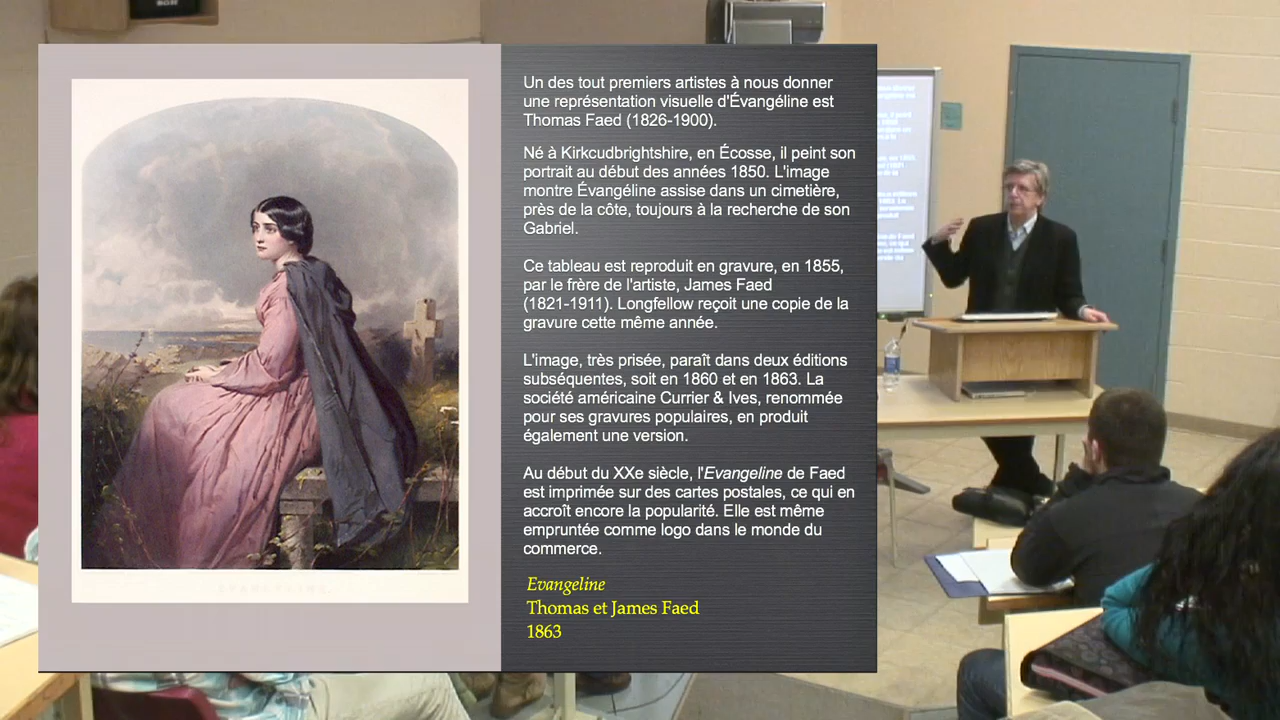 Un des tout premiers artistes à nous donner
une représentation visuelle d'Évangéline est
Thomas Faed (1826-1900).
Né à Kirkcudbrightshire, en Écosse, il peint son
portrait au début des années 1850. L'image
montre Évangéline assise dans un cimetière,
près de la côte, toujours à la recherche de son
Gabriel.
Ce tableau est reproduit en gravure, en 1855,
par le frère de l'artiste, James Faed
(1821-1911). Longfellow reçoit une copie de la
gravure cette même année.
L'image, très prisée, paraît dans deux éditions
subséquentes, soit en 1860 et en 1863. La
société américaine Currier & Ives, renommée
pour ses gravures populaires, en produit
également une version.
Au début du XXe siècle, l'Evangeline de Faed
est imprimée sur des cartes postales, ce qui en
accroît encore la popularité. Elle est même
empruntée comme logo dans le monde du
commerce.
Evangeline
Thomas et James Faed
1863
EVANGELINE.